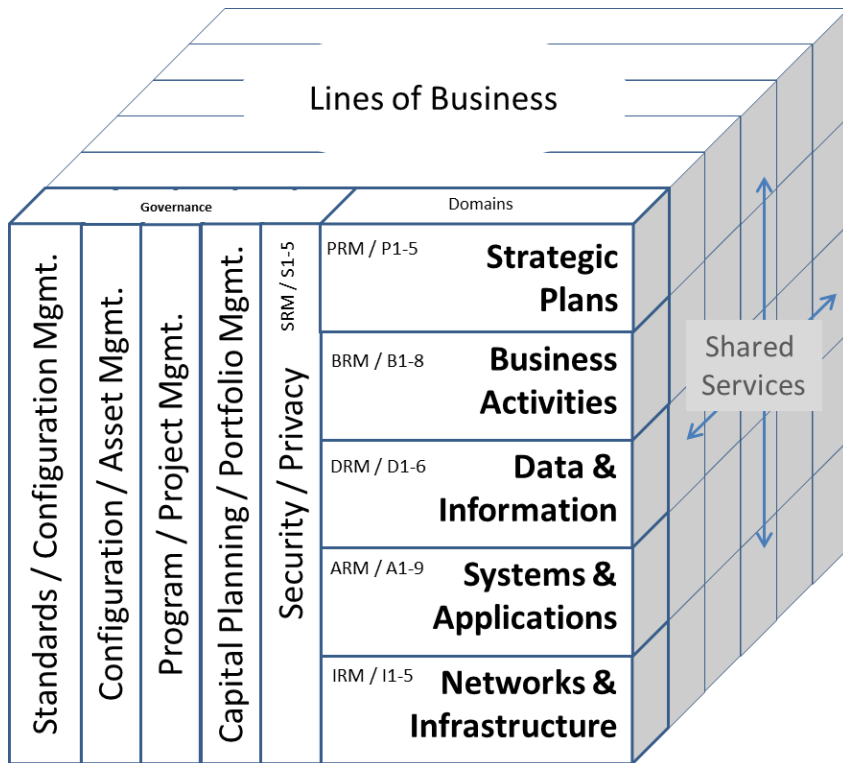 Lines of Business
Governance
Domains
Standards / Configuration Mgmt.
Configuration / Asset Mgmt.
Program / Project Mgmt.
Capital Planning / Portfolio Mgmt.
Security / Privacy
SRM / S1-5
PRM / P1-5
Strategic
Plans
BRM / B1-8
Business
Activities
DRM / D1-6
Data &
Information
ARM / A1-9
Systems &
Applications
IRM / I1-5
Networks &
Infrastructure
Shared
Services